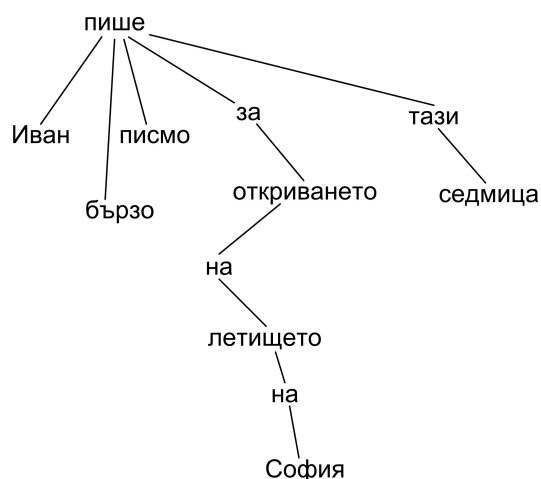 пише
Иван
писмо
за
тази
бързо
откриването
седмица
на
летището
на
София